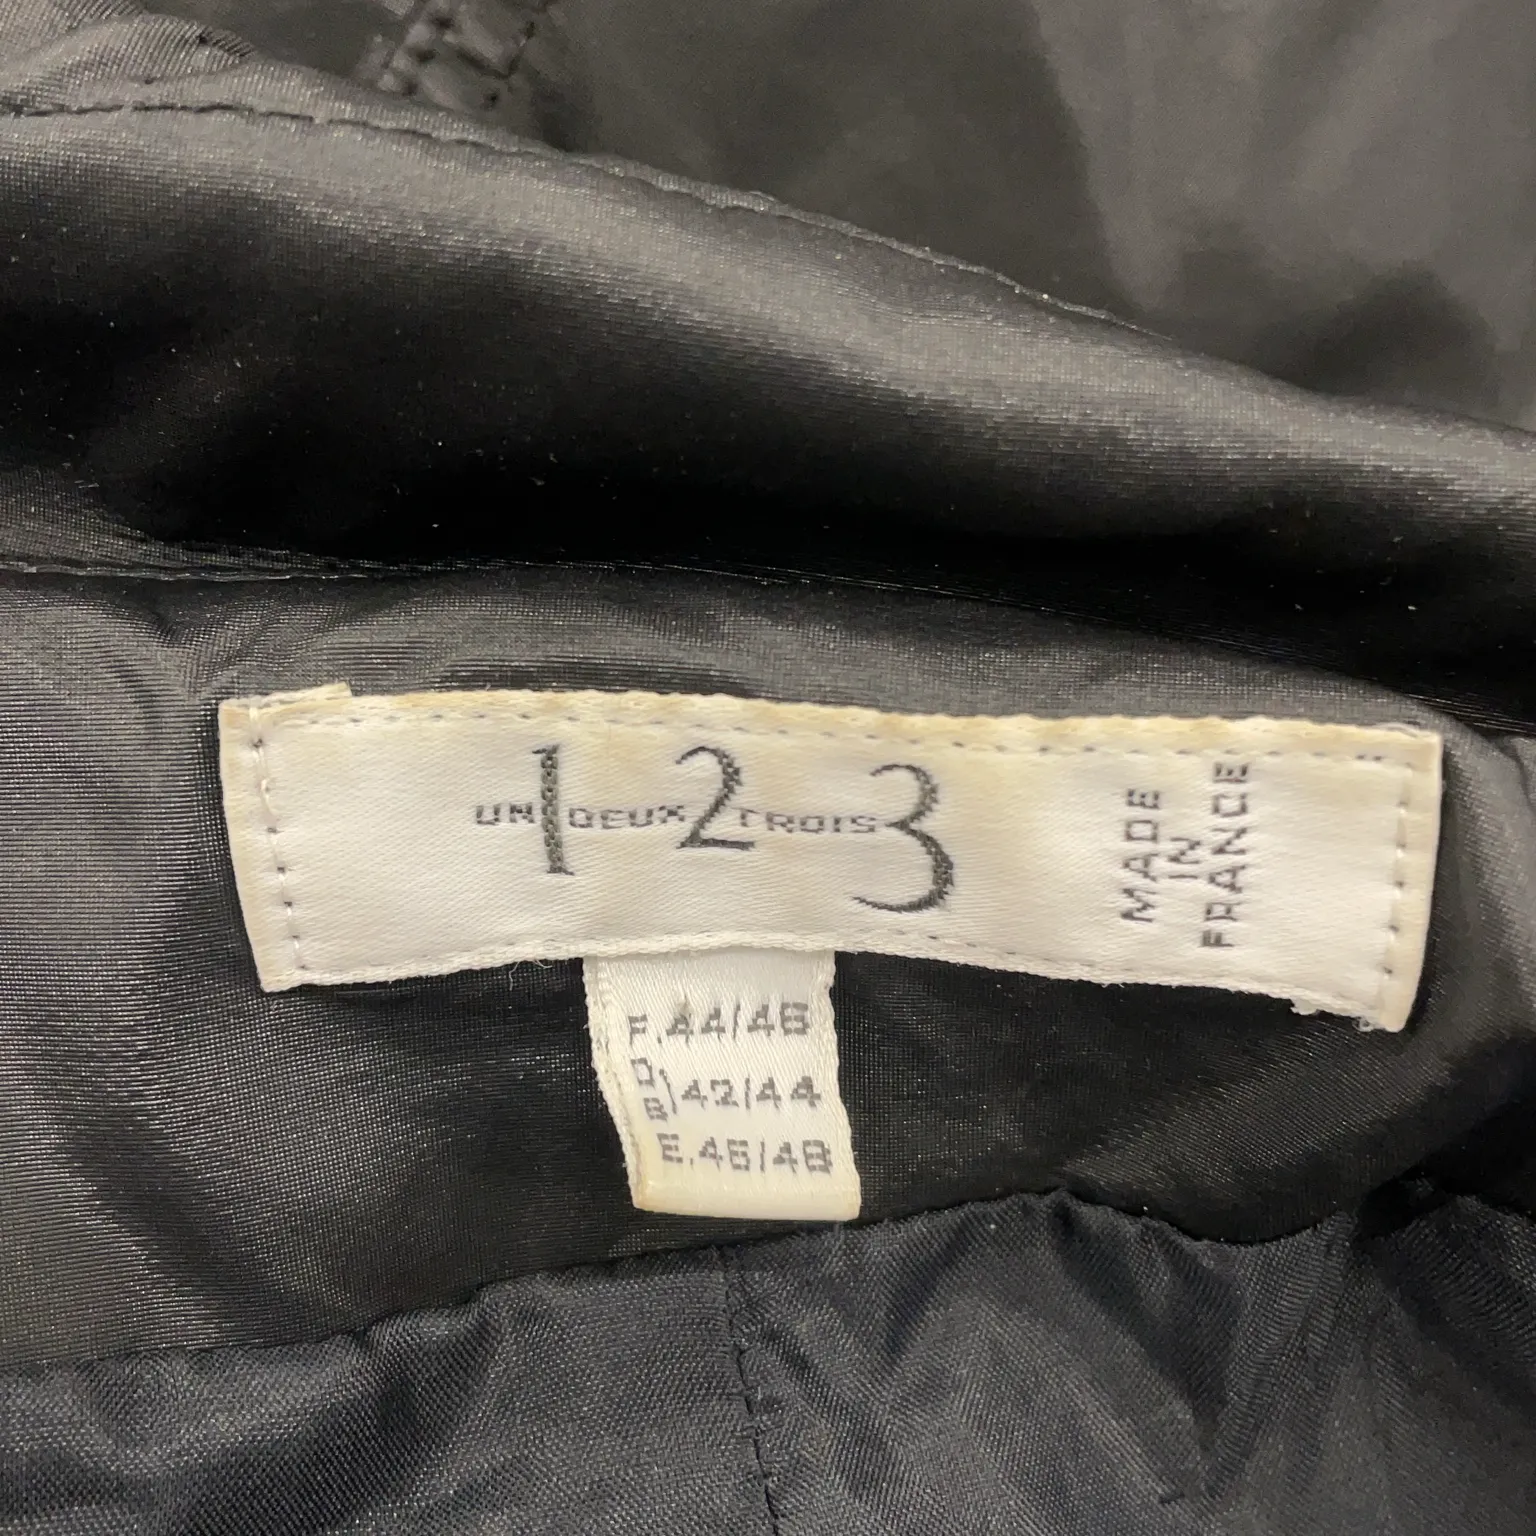 UN 1 DEUX 2 TROIS 3
MADE
IN
FRANCE
F.44/46
D.
B.\42/44
E.46/48